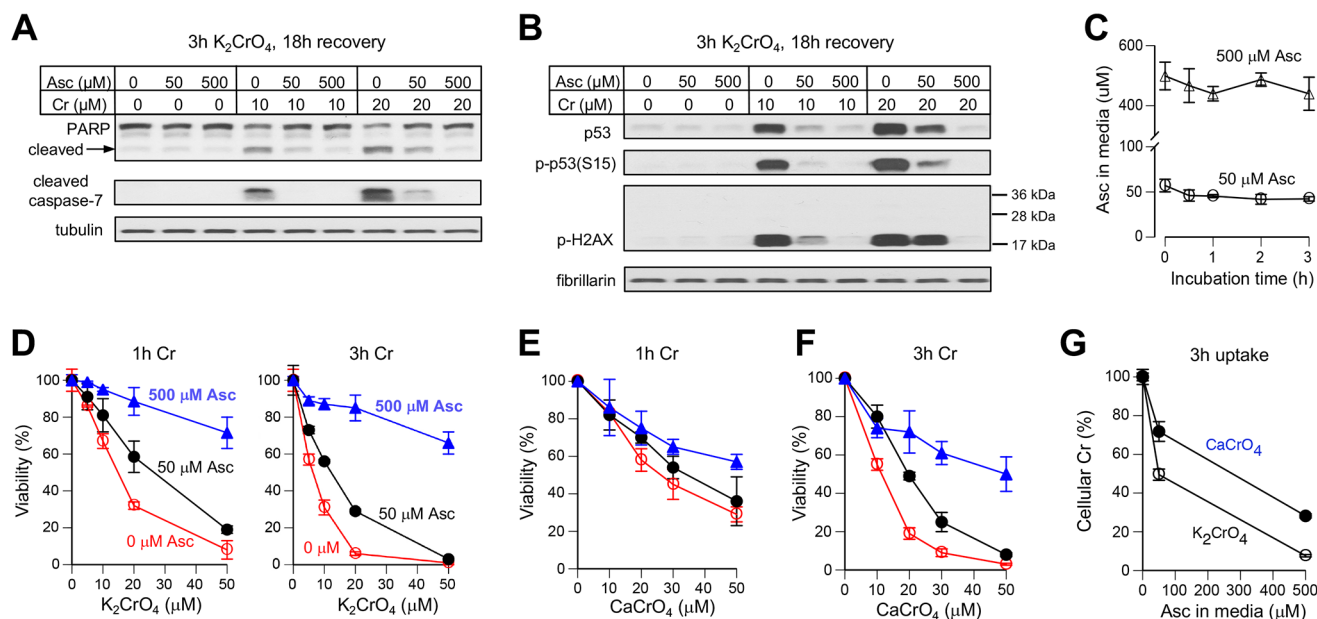 A
3h K₂CrO₄, 18h recovery
Asc (μM) 0 50 500 0 50 500 0 50 500
Cr (μM) 0 0 0 10 10 10 20 20 20
PARP
cleaved
cleaved
caspase-7
tubulin
B
3h K₂CrO₄, 18h recovery
Asc (μM) 0 50 500 0 50 500 0 50 500
Cr (μM) 0 0 0 10 10 10 20 20 20
p53
p-p53(S15)
36 kDa
28 kDa
p-H2AX
17 kDa
fibrillarin
C
600
500 μM Asc
400
100
50 μM Asc
50
0
Asc in media (uM)
0 1 2 3
Incubation time (h)
D
1h Cr
100
500 μM Asc
80
60
50 μM Asc
40
20
0 μM Asc
0
Viability (%)
0 10 20 30 40 50
K₂CrO₄ (μM)
3h Cr
100
500 μM Asc
80
60
40
50 μM Asc
20
0 μM
0
0 10 20 30 40 50
K₂CrO₄ (μM)
E
1h Cr
100
80
60
40
20
0
Viability (%)
0 10 20 30 40 50
CaCrO₄ (μM)
F
3h Cr
100
80
60
40
20
0
Viability (%)
0 10 20 30 40 50
CaCrO₄ (μM)
G
3h uptake
100
80
CaCrO₄
60
40
K₂CrO₄
20
0
Cellular Cr (%)
0 100 200 300 400 500
Asc in media (μM)